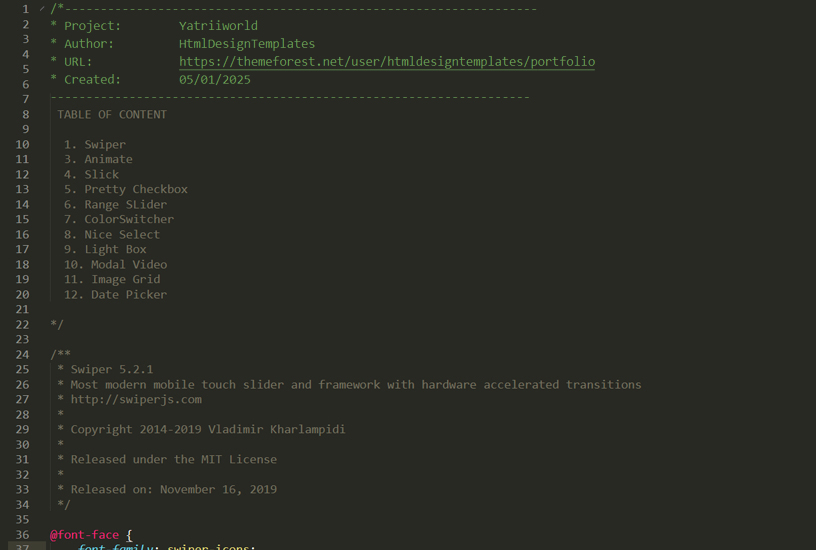 1 /*------------------------------------------------------------------
2 * Project:        Yatriiworld
3 * Author:         HtmlDesignTemplates
4 * URL:            https://themeforest.net/user/htmldesigntemplates/portfolio
5 * Created:        05/01/2025
6
7 -------------------------------------------------------------------
8 TABLE OF CONTENT
9
10 1. Swiper
11 3. Animate
12 4. Slick
13 5. Pretty Checkbox
14 6. Range SLider
15 7. ColorSwitcher
16 8. Nice Select
17 9. Light Box
18 10. Modal Video
19 11. Image Grid
20 12. Date Picker
21
22 */
23
24 /**
25 * Swiper 5.2.1
26 * Most modern mobile touch slider and framework with hardware accelerated transitions
27 * http://swiperjs.com
28 *
29 * Copyright 2014-2019 Vladimir Kharlampidi
30 *
31 * Released under the MIT License
32 *
33 * Released on: November 16, 2019
34 */
35
36 @font-face {
37 font-family: swiper-icons;